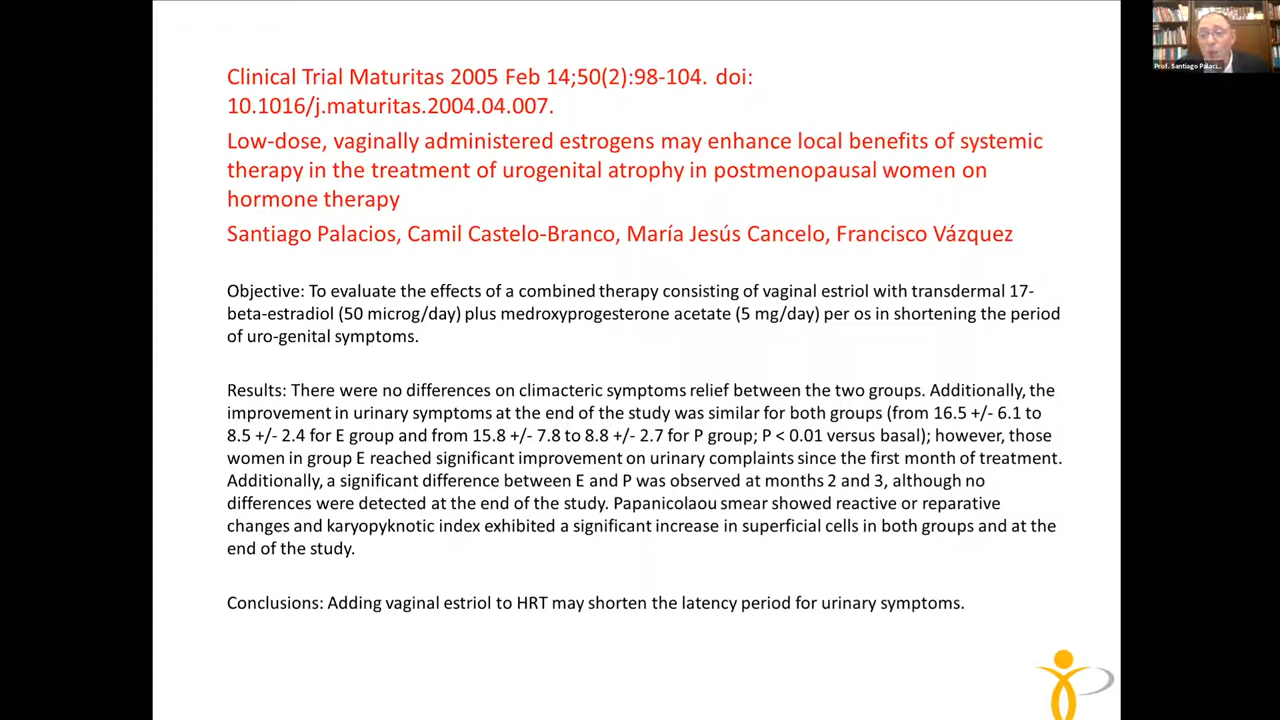 Clinical Trial Maturitas 2005 Feb 14;50(2):98-104. doi:
10.1016/j.maturitas.2004.04.007.
Low-dose, vaginally administered estrogens may enhance local benefits of systemic
therapy in the treatment of urogenital atrophy in postmenopausal women on
hormone therapy
Santiago Palacios, Camil Castelo-Branco, María Jesús Cancelo, Francisco Vázquez
Objective: To evaluate the effects of a combined therapy consisting of vaginal estriol with transdermal 17-
beta-estradiol (50 microg/day) plus medroxyprogesterone acetate (5 mg/day) per os in shortening the period
of uro-genital symptoms.
Results: There were no differences on climacteric symptoms relief between the two groups. Additionally, the
improvement in urinary symptoms at the end of the study was similar for both groups (from 16.5 +/- 6.1 to
8.5 +/- 2.4 for E group and from 15.8 +/- 7.8 to 8.8 +/- 2.7 for P group; P < 0.01 versus basal); however, those
women in group E reached significant improvement on urinary complaints since the first month of treatment.
Additionally, a significant difference between E and P was observed at months 2 and 3, although no
differences were detected at the end of the study. Papanicolaou smear showed reactive or reparative
changes and karyopyknotic index exhibited a significant increase in superficial cells in both groups and at the
end of the study.
Conclusions: Adding vaginal estriol to HRT may shorten the latency period for urinary symptoms.
Prof. Santiago Palaci...